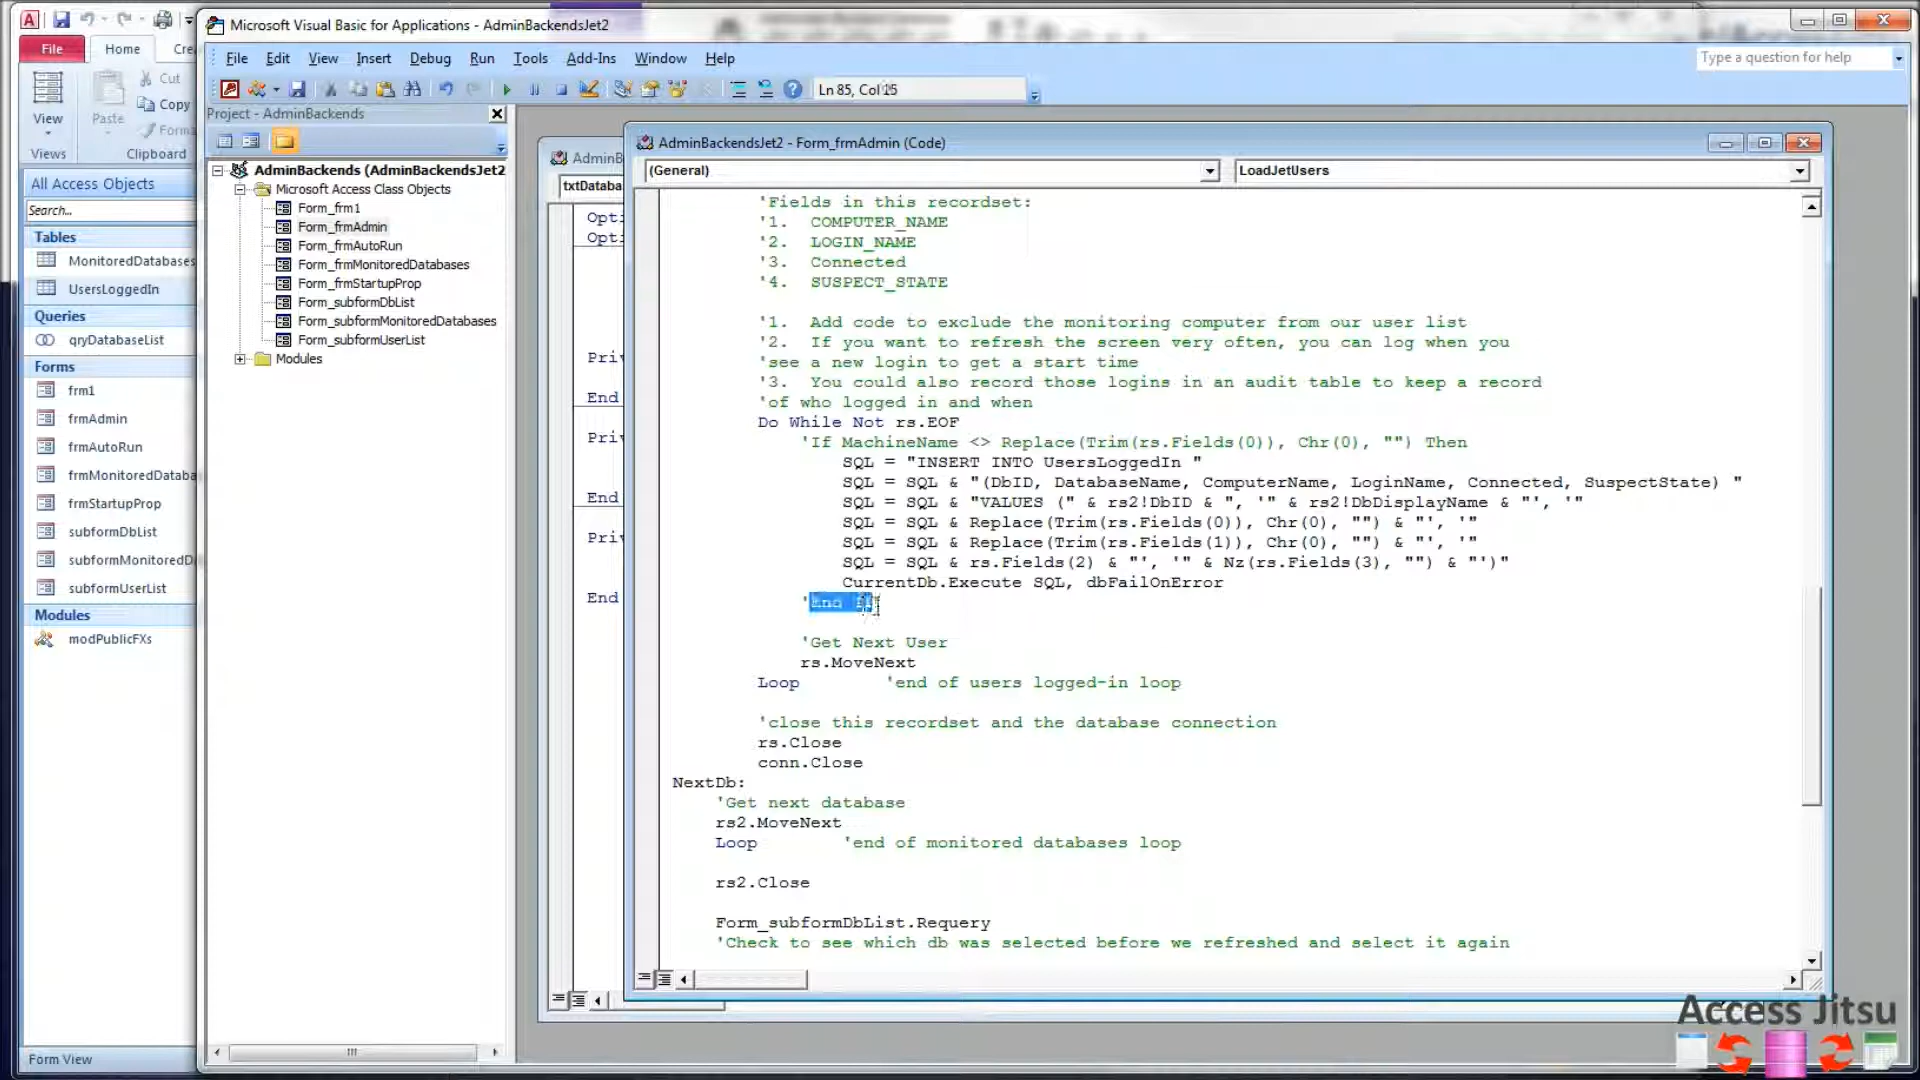 Microsoft Visual Basic for Applications - AdminBackendsJet2
File Edit View Insert Debug Run Tools Add-Ins Window Help
Type a question for help
Ln 85, Col 15
File
Home
View
Paste
Cut
Copy
Views
Clipboard
All Access Objects
Search...
Tables
MonitoredDatabases
UsersLoggedIn
Queries
qryDatabaseList
Forms
frm1
frmAdmin
frmAutoRun
frmMonitoredDataba
frmStartupProp
subformDbList
subformMonitoredD
subformUserList
Modules
modPublicFXs
Form View
Project - AdminBackends
AdminBackends (AdminBackendsJet2
Microsoft Access Class Objects
Form_frm1
Form_frmAdmin
Form_frmAutoRun
Form_frmMonitoredDatabases
Form_frmStartupProp
Form_subformDbList
Form_subformMonitoredDatabases
Form_subformUserList
Modules
AdminB
txtDataba
Opti
Opti
Priv
End
Priv
End
Priv
End
AdminBackendsJet2 - Form_frmAdmin (Code)
(General)
LoadJetUsers
'Fields in this recordset:
'1. COMPUTER_NAME
'2. LOGIN_NAME
'3. Connected
'4. SUSPECT_STATE
'1. Add code to exclude the monitoring computer from our user list
'2. If you want to refresh the screen very often, you can log when you
'see a new login to get a start time
'3. You could also record those logins in an audit table to keep a record
'of who logged in and when
Do While Not rs.EOF
'If MachineName <> Replace(Trim(rs.Fields(0)), Chr(0), "") Then
SQL = "INSERT INTO UsersLoggedIn "
SQL = SQL & "(DbID, DatabaseName, ComputerName, LoginName, Connected, SuspectState) "
SQL = SQL & "VALUES (" & rs2!DbID & ", '" & rs2!DbDisplayName & "', '"
SQL = SQL & Replace(Trim(rs.Fields(0)), Chr(0), "") & "', '"
SQL = SQL & Replace(Trim(rs.Fields(1)), Chr(0), "") & "', '"
SQL = SQL & rs.Fields(2) & "', '" & Nz(rs.Fields(3), "") & "')"
CurrentDb.Execute SQL, dbFailOnError
'End If
'Get Next User
rs.MoveNext
Loop 'end of users logged-in loop
'close this recordset and the database connection
rs.Close
conn.Close
NextDb:
'Get next database
rs2.MoveNext
Loop 'end of monitored databases loop
rs2.Close
Form_subformDbList.Requery
'Check to see which db was selected before we refreshed and select it again
Access Jitsu